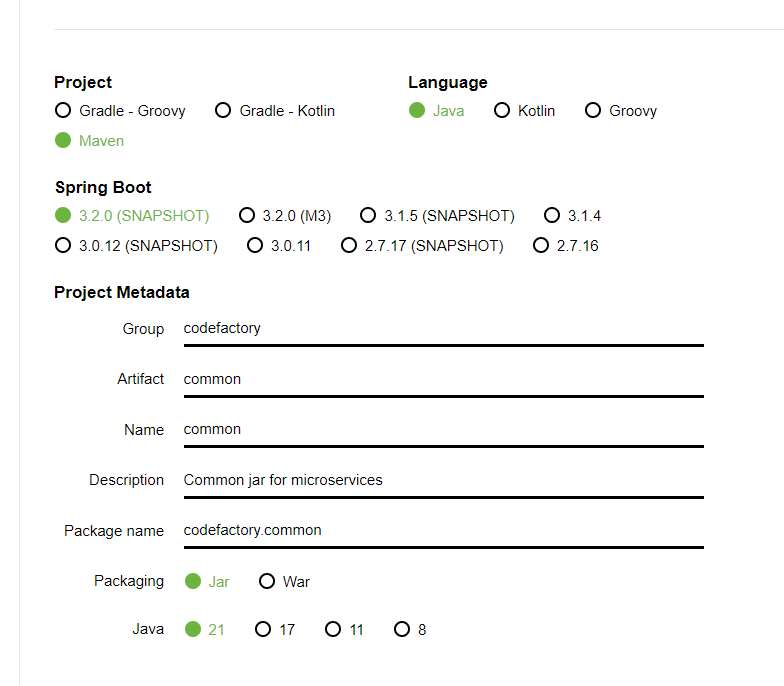 Project
Language
Gradle - Groovy Gradle - Kotlin
Java Kotlin Groovy
Maven
Spring Boot
3.2.0 (SNAPSHOT) 3.2.0 (M3) 3.1.5 (SNAPSHOT) 3.1.4
3.0.12 (SNAPSHOT) 3.0.11 2.7.17 (SNAPSHOT) 2.7.16
Project Metadata
Group codefactory
Artifact common
Name common
Description Common jar for microservices
Package name codefactory.common
Packaging Jar War
Java 21 17 11 8